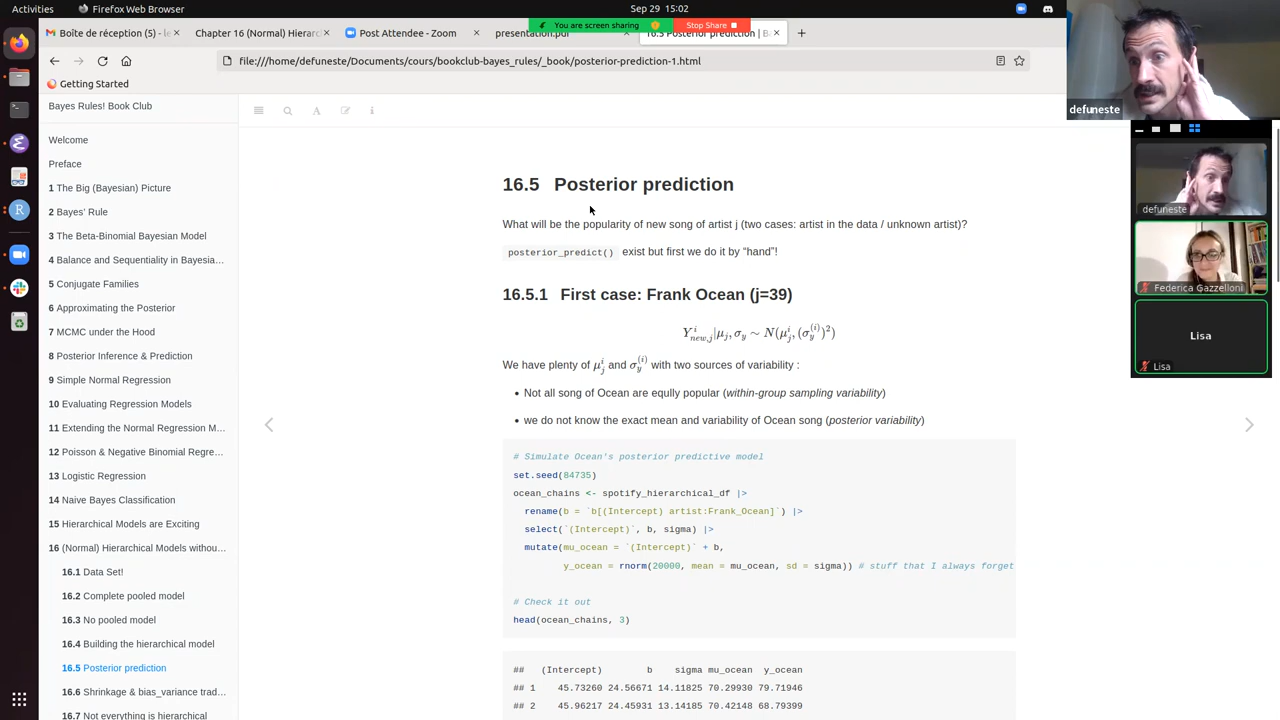 Activities
Firefox Web Browser
Sep 29 15:02
You are screen sharing
Stop Share
Boîte de réception (5) - le
Chapter 16 (Normal) Hierarc
Post Attendee - Zoom
presentation.pdf
16.5 Posterior prediction | Ba
file:///home/defuneste/Documents/cours/bookclub-bayes_rules/_book/posterior-prediction-1.html
Getting Started
Bayes Rules! Book Club
Welcome
Preface
1 The Big (Bayesian) Picture
2 Bayes' Rule
3 The Beta-Binomial Bayesian Model
4 Balance and Sequentiality in Bayesia…
5 Conjugate Families
6 Approximating the Posterior
7 MCMC under the Hood
8 Posterior Inference & Prediction
9 Simple Normal Regression
10 Evaluating Regression Models
11 Extending the Normal Regression M…
12 Poisson & Negative Binomial Regre…
13 Logistic Regression
14 Naive Bayes Classification
15 Hierarchical Models are Exciting
16 (Normal) Hierarchical Models withou…
16.1 Data Set!
16.2 Complete pooled model
16.3 No pooled model
16.4 Building the hierarchical model
16.5 Posterior prediction
16.6 Shrinkage & bias_variance trad…
16.7 Not everything is hierarchical
16.5 Posterior prediction
What will be the popularity of new song of artist j (two cases: artist in the data / unknown artist)?
posterior_predict() exist but first we do it by “hand”!
16.5.1 First case: Frank Ocean (j=39)
Y^i_{new,j}|μ_j, σ_y ∼ N(μ^i_j, (σ_y^{(i)})^2)
We have plenty of μ^i_j and σ_y^{(i)} with two sources of variability :
• Not all song of Ocean are eqully popular (within-group sampling variability)
• we do not know the exact mean and variability of Ocean song (posterior variability)
# Simulate Ocean's posterior predictive model
set.seed(84735)
ocean_chains <- spotify_hierarchical_df |>
rename(b = `b[(Intercept) artist:Frank_Ocean]`) |>
select(`(Intercept)`, b, sigma) |>
mutate(mu_ocean = `(Intercept)` + b,
y_ocean = rnorm(20000, mean = mu_ocean, sd = sigma)) # stuff that I always forget
# Check it out
head(ocean_chains, 3)
## (Intercept) b sigma mu_ocean y_ocean
## 1 45.73260 24.56671 14.11825 70.29930 79.71946
## 2 45.96217 24.45931 13.14185 70.42148 68.79399
defuneste
defuneste
Federica Gazzelloni
Lisa
Lisa